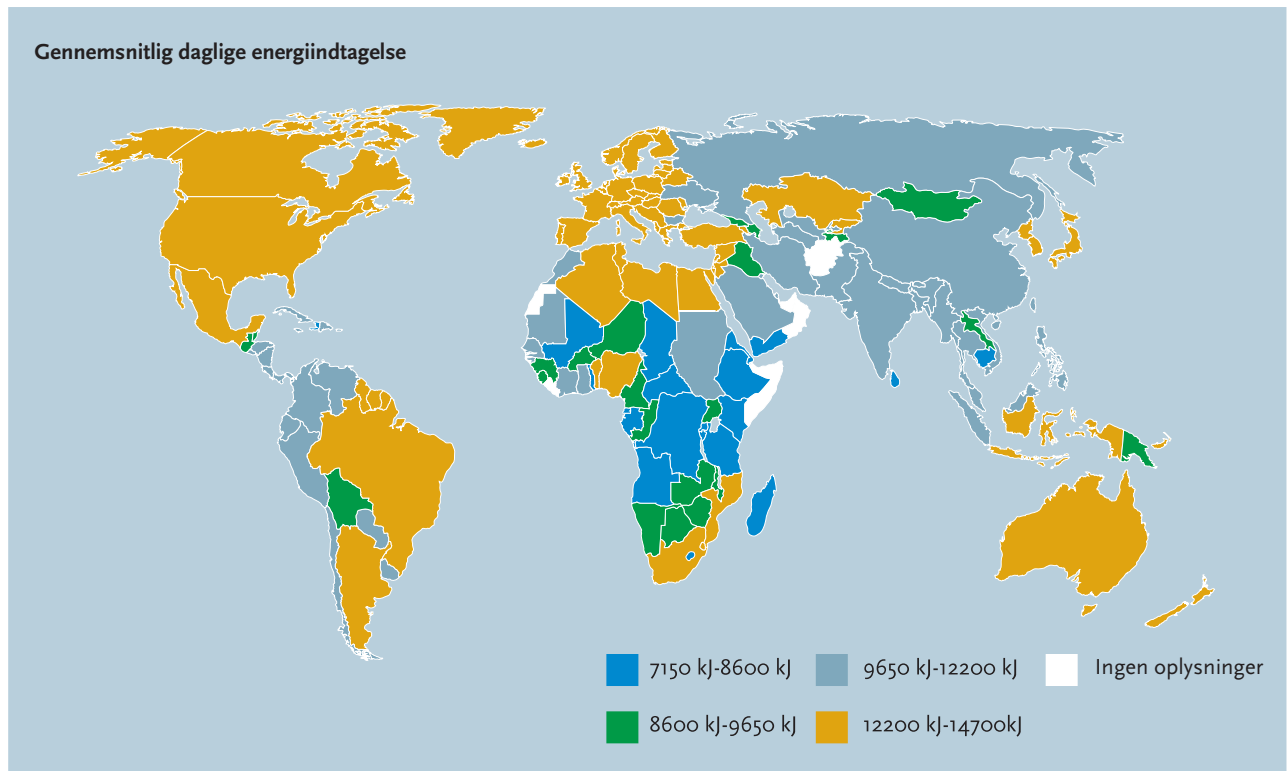 Gennemsnitlig daglige energiindtagelse
7150 kJ-8600 kJ
9650 kJ-12200 kJ
Ingen oplysninger
8600 kJ-9650 kJ
12200 kJ-14700kJ